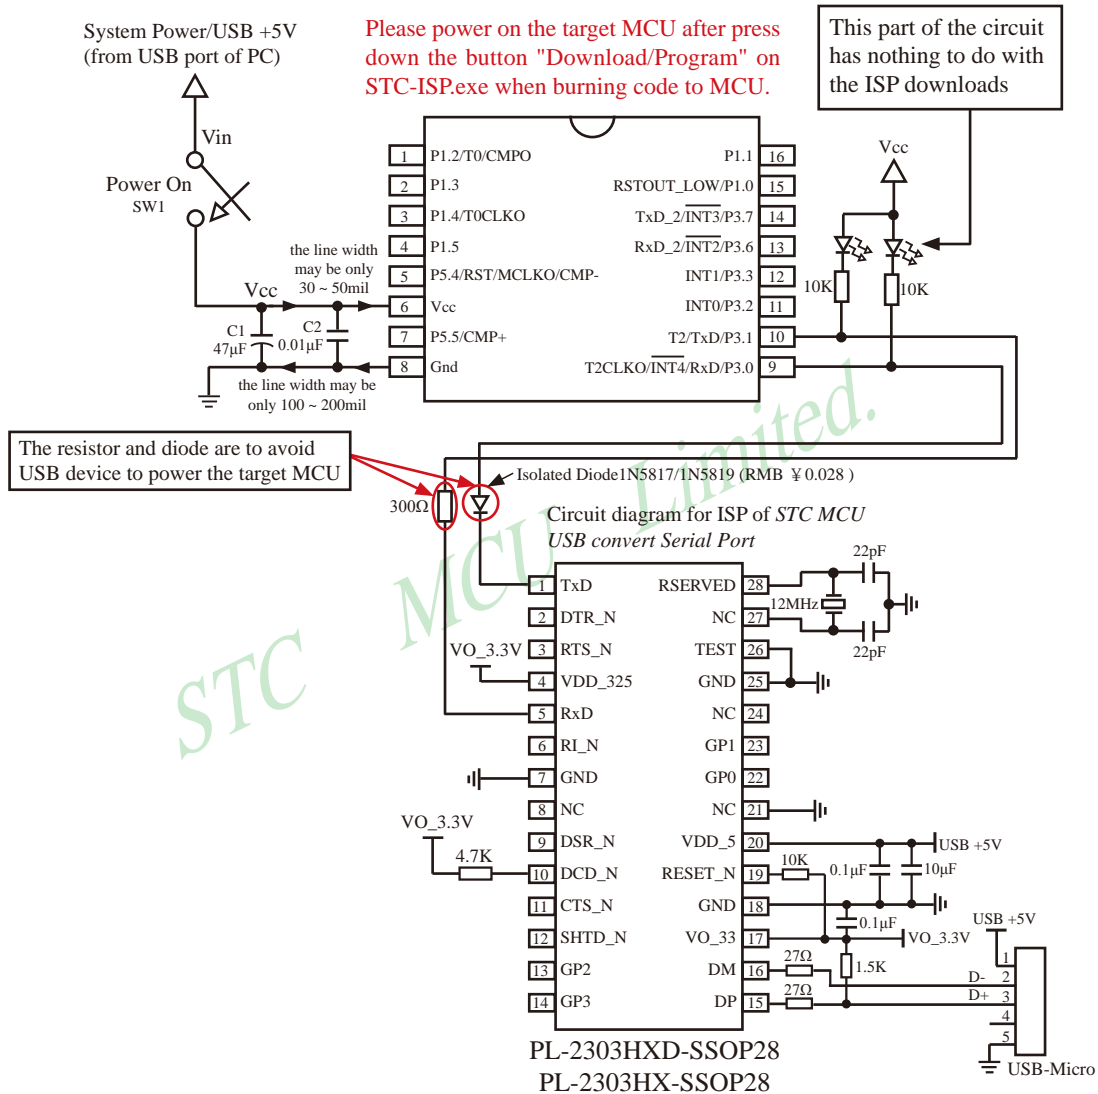 System Power/USB +5V
(from USB port of PC)
Please power on the target MCU after press
down the button "Download/Program" on
STC-ISP.exe when burning code to MCU.
This part of the circuit
has nothing to do with
the ISP downloads
Vin
Power On
SW1
Vcc
the line width
may be only
30 ~ 50mil
C1
47μF
C2
0.01μF
the line width may be
only 100 ~ 200mil
1 P1.2/T0/CMPO
2 P1.3
3 P1.4/T0CLKO
4 P1.5
5 P5.4/RST/MCLKO/CMP-
6 Vcc
7 P5.5/CMP+
8 Gnd
P1.1 16
RSTOUT_LOW/P1.0 15
TxD_2/INT3/P3.7 14
RxD_2/INT2/P3.6 13
INT1/P3.3 12
INT0/P3.2 11
T2/TxD/P3.1 10
T2CLKO/INT4/RxD/P3.0 9
Vcc
10K
10K
The resistor and diode are to avoid
USB device to power the target MCU
300Ω
Isolated Diode1N5817/1N5819 (RMB ¥0.028 )
Circuit diagram for ISP of STC MCU
USB convert Serial Port
STC MCU Limited.
1 TxD
2 DTR_N
3 RTS_N
4 VDD_325
5 RxD
6 RI_N
7 GND
8 NC
9 DSR_N
10 DCD_N
11 CTS_N
12 SHTD_N
13 GP2
14 GP3
VO_3.3V
VO_3.3V
4.7K
RSERVED 28
NC 27
TEST 26
GND 25
NC 24
GP1 23
GP0 22
NC 21
VDD_5 20
RESET_N 19
GND 18
VO_33 17
DM 16
DP 15
22pF
12MHz
22pF
USB +5V
10K
0.1μF
10μF
0.1μF
VO_3.3V
27Ω
1.5K
27Ω
USB +5V
D-
D+
1
2
3
4
5
USB-Micro
PL-2303HXD-SSOP28
PL-2303HX-SSOP28